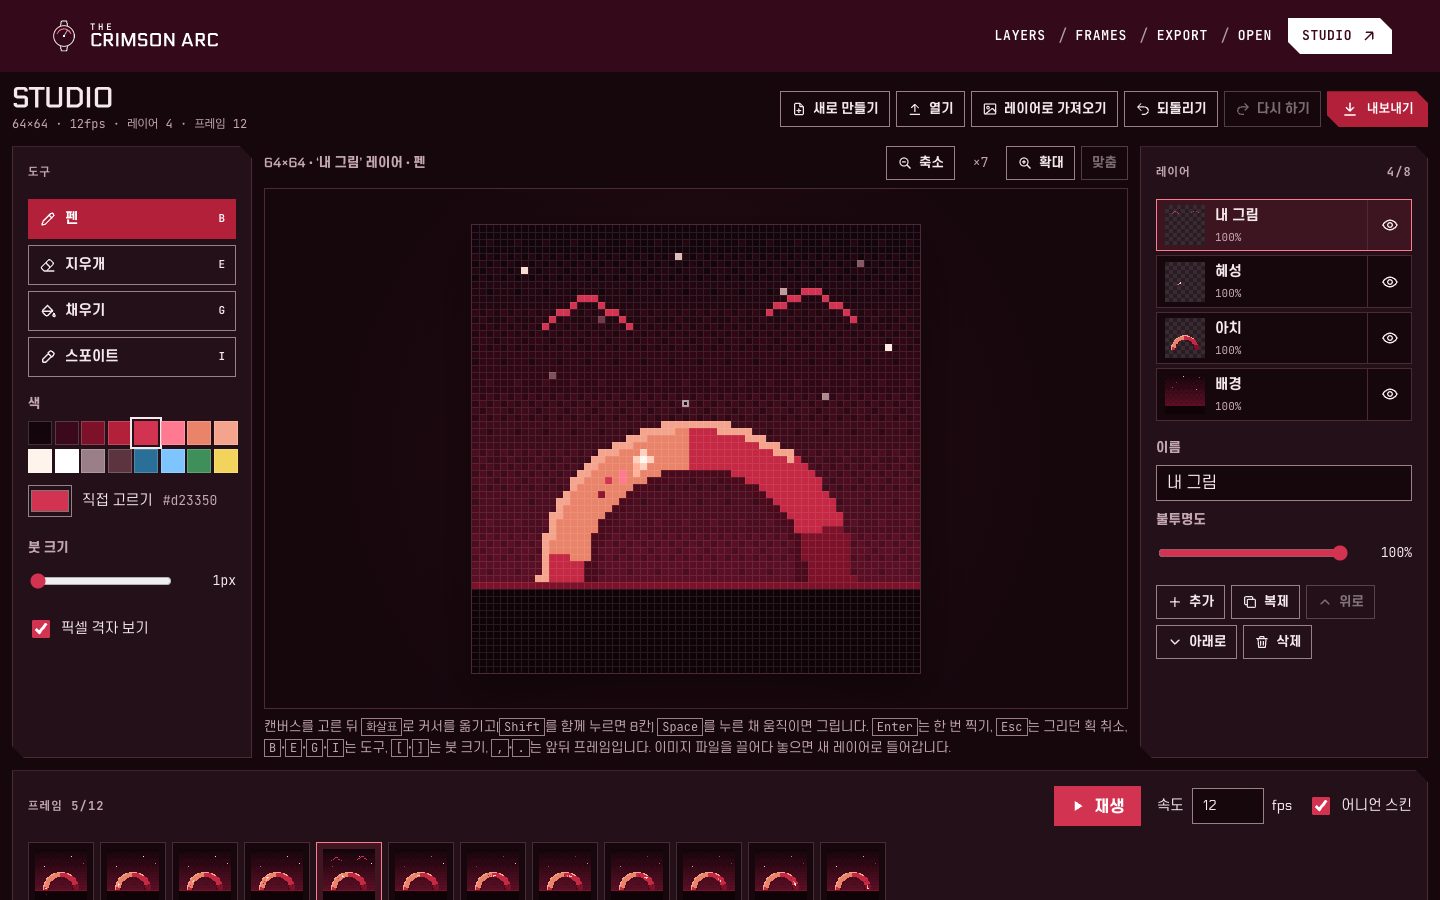 THE
CRIMSON ARC
LAYERS / FRAMES / EXPORT / OPEN
STUDIO
STUDIO
64×64 · 12fps · 레이어 4 · 프레임 12
새로 만들기
열기
레이어로 가져오기
되돌리기
다시 하기
내보내기
도구
펜 B
지우개 E
채우기 G
스포이트 I
색
직접 고르기 #d23350
붓 크기
1px
픽셀 격자 보기
64×64 · '내 그림' 레이어 · 펜
축소
×7
확대
맞춤
캔버스를 고른 뒤 화살표로 커서를 옮기고(Shift를 함께 누르면 8칸) Space를 누른 채 움직이면 그립니다. Enter는 한 번 찍기, Esc는 그리던 획 취소,
B·E·G·I는 도구, [·]는 붓 크기, ,·.는 앞뒤 프레임입니다. 이미지 파일을 끌어다 놓으면 새 레이어로 들어갑니다.
레이어 4/8
내 그림
100%
혜성
100%
아치
100%
배경
100%
이름
내 그림
불투명도
100%
추가
복제
위로
아래로
삭제
프레임 5/12
재생
속도 12 fps
어니언 스킨